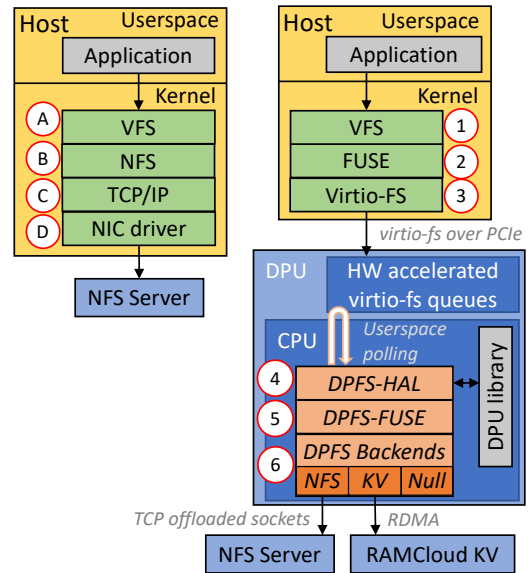 Host
Userspace
Application
Kernel
A
VFS
B
NFS
C
TCP/IP
D
NIC driver
NFS Server
Host
Userspace
Application
Kernel
VFS
1
FUSE
2
Virtio-FS
3
virtio-fs over PCIe
DPU
HW accelerated
virtio-fs queues
CPU
Userspace
polling
4
DPFS-HAL
5
DPFS-FUSE
6
DPFS Backends
NFS
KV
Null
DPU library
TCP offloaded sockets
RDMA
NFS Server
RAMCloud KV